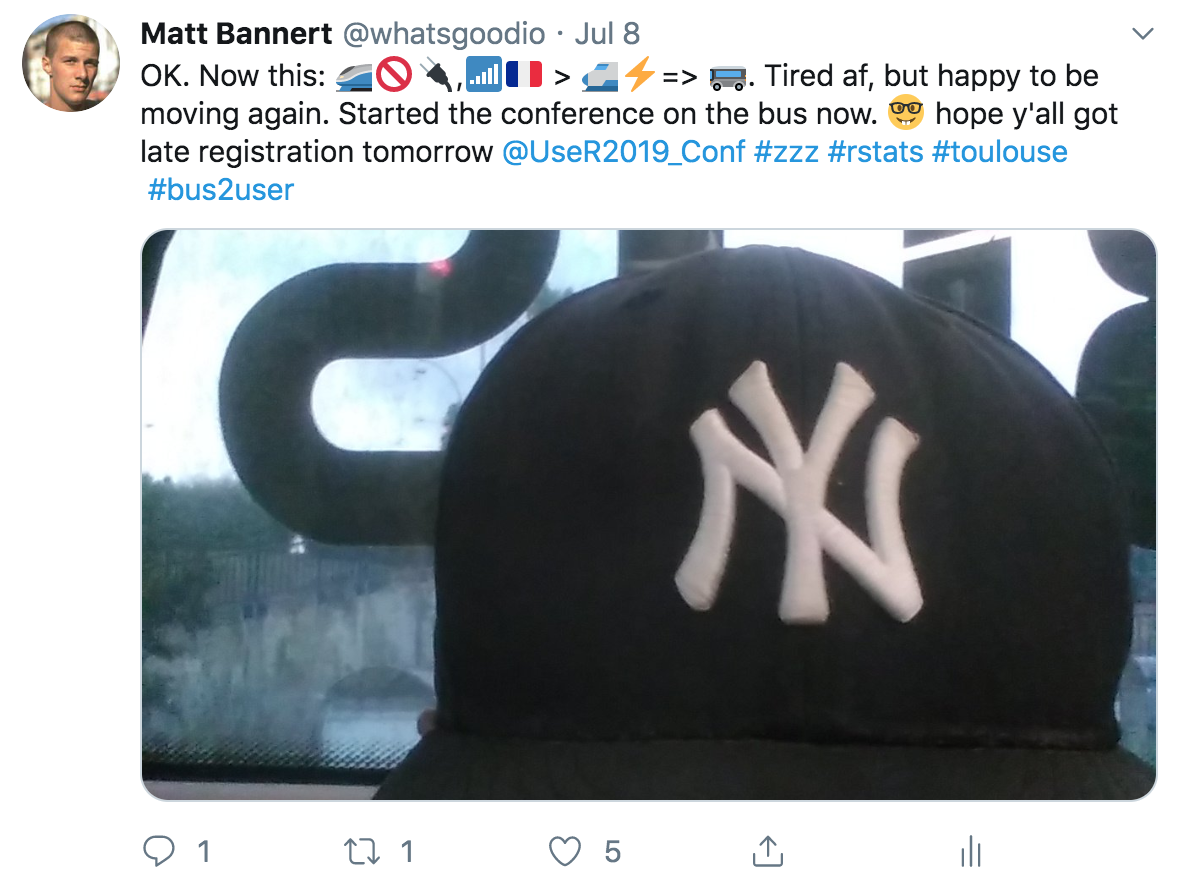 Matt Bannert @whatsgoodio · Jul 8
OK. Now this: 🚄🚫 🔌,📶🇫🇷 > 🚅⚡=> 🚌. Tired af, but happy to be
moving again. Started the conference on the bus now. 🤓 hope y'all got
late registration tomorrow @UseR2019_Conf #zzz #rstats #toulouse
#bus2user
NY
1 1 5